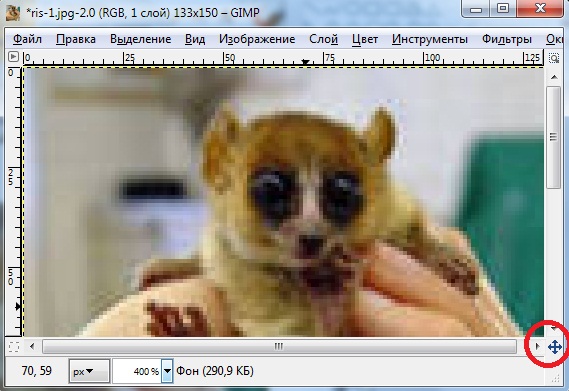 *ris-1.jpg-2.0 (RGB, 1 слой) 133x150 – GIMP
Файл Правка Выделение Вид Изображение Слой Цвет Инструменты Фильтры Окн
0 25 50 75 100 125
0
25
50
70, 59 px 400 % Фон (290,9 КБ)